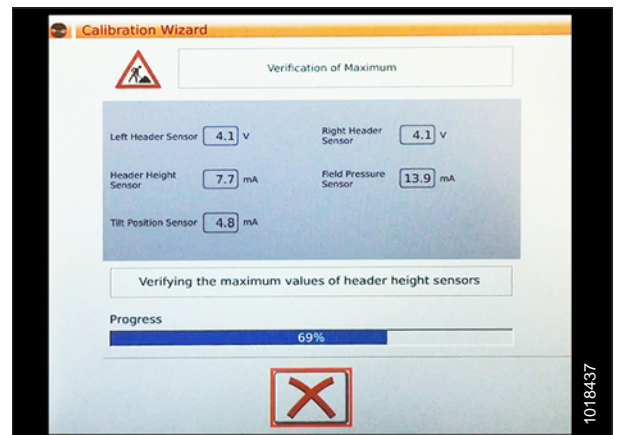 Calibration Wizard
Verification of Maximum
Left Header Sensor 4.1 V
Right Header
Sensor 4.1 V
Header Height
Sensor 7.7 mA
Field Pressure
Sensor 13.9 mA
Tilt Position Sensor 4.8 mA
Verifying the maximum values of header height sensors
Progress
69%
1018437